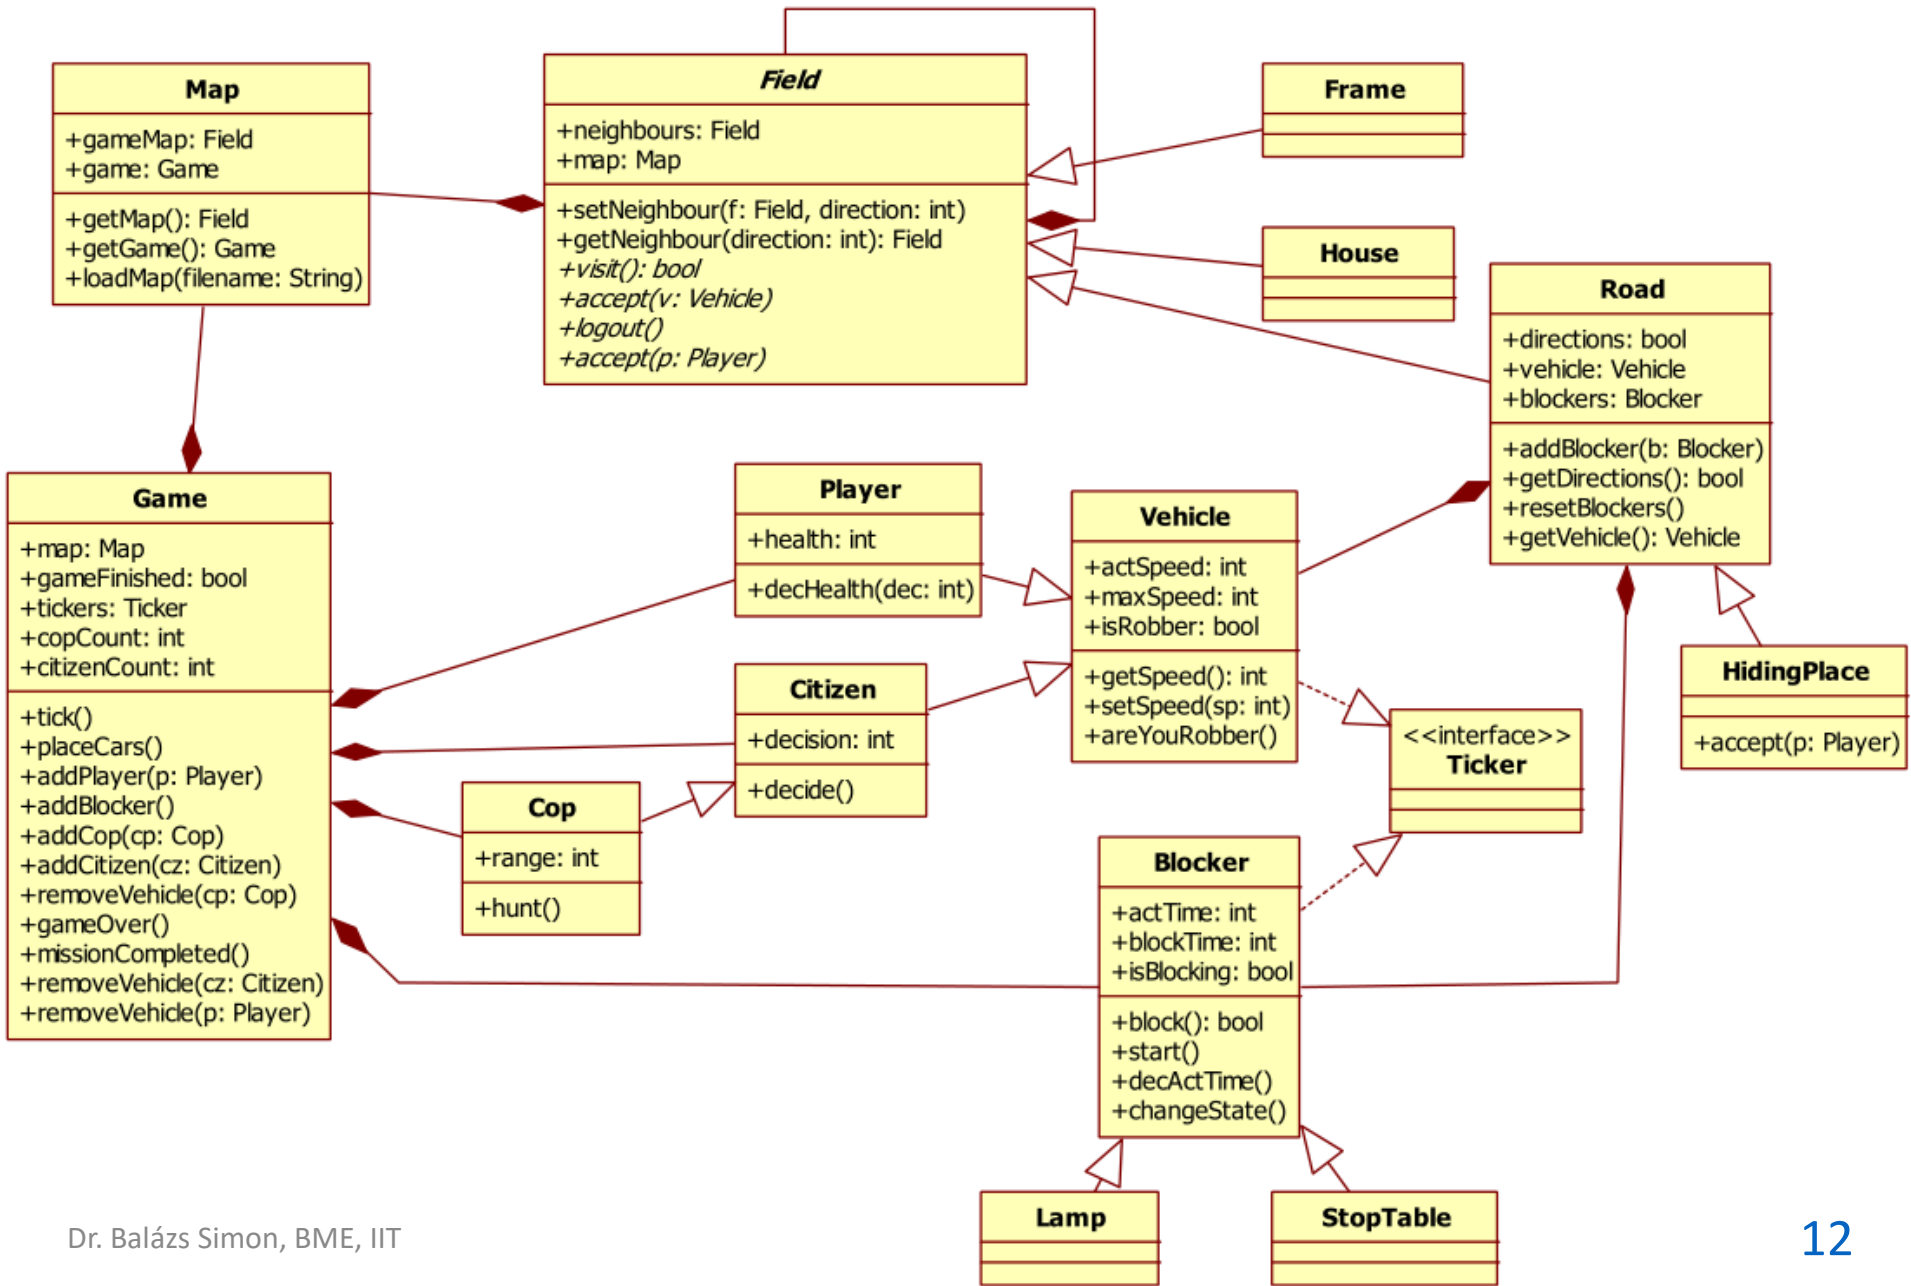 Map
+gameMap: Field
+game: Game
+getMap(): Field
+getGame(): Game
+loadMap(filename: String)
Field
+neighbours: Field
+map: Map
+setNeighbour(f: Field, direction: int)
+getNeighbour(direction: int): Field
+visit(): bool
+accept(v: Vehicle)
+logout()
+accept(p: Player)
Frame
House
Road
+directions: bool
+vehicle: Vehicle
+blockers: Blocker
+addBlocker(b: Blocker)
+getDirections(): bool
+resetBlockers()
+getVehicle(): Vehicle
Game
+map: Map
+gameFinished: bool
+tickers: Ticker
+copCount: int
+citizenCount: int
+tick()
+placeCars()
+addPlayer(p: Player)
+addBlocker()
+addCop(cp: Cop)
+addCitizen(cz: Citizen)
+removeVehicle(cp: Cop)
+gameOver()
+missionCompleted()
+removeVehicle(cz: Citizen)
+removeVehicle(p: Player)
Player
+health: int
+decHealth(dec: int)
Vehicle
+actSpeed: int
+maxSpeed: int
+isRobber: bool
+getSpeed(): int
+setSpeed(sp: int)
+areYouRobber()
Citizen
+decision: int
+decide()
Cop
+range: int
+hunt()
HidingPlace
+accept(p: Player)
<<interface>>
Ticker
Blocker
+actTime: int
+blockTime: int
+isBlocking: bool
+block(): bool
+start()
+decActTime()
+changeState()
Lamp
StopTable
Dr. Balázs Simon, BME, IIT
12